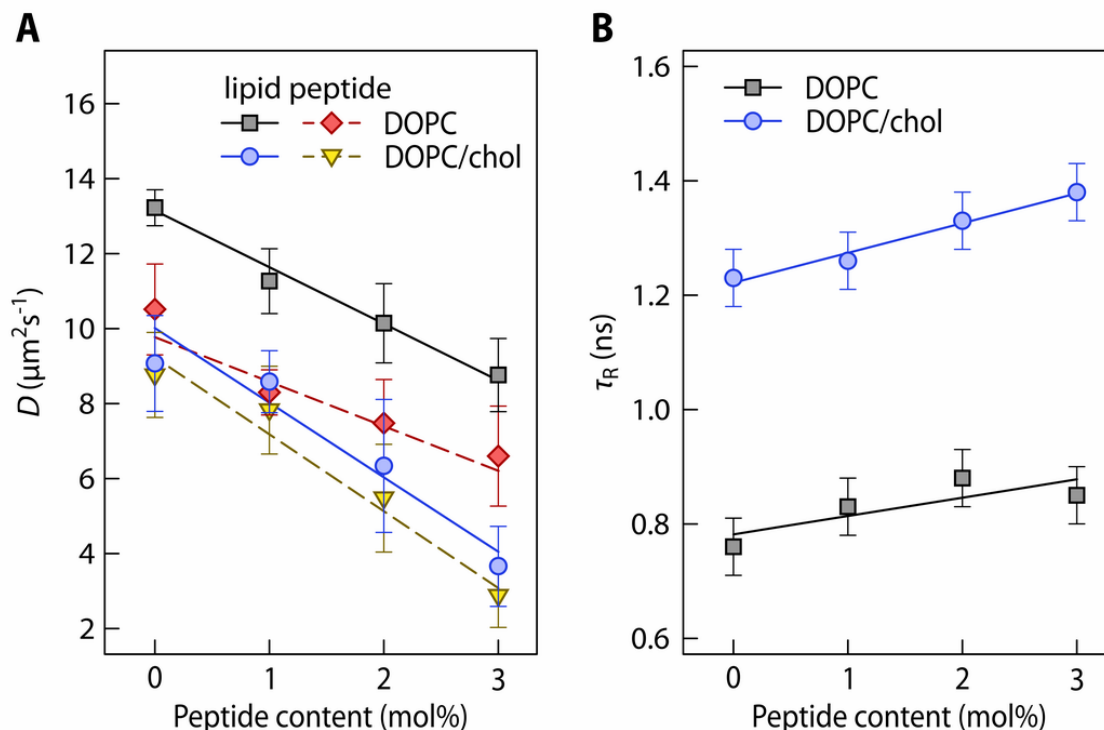 A
lipid peptide
DOPC
DOPC/chol
16
14
12
10
8
6
4
2
D (μm²s⁻¹)
0 1 2 3
Peptide content (mol%)
B
DOPC
DOPC/chol
1.6
1.4
1.2
1.0
0.8
0.6
τR (ns)
0 1 2 3
Peptide content (mol%)